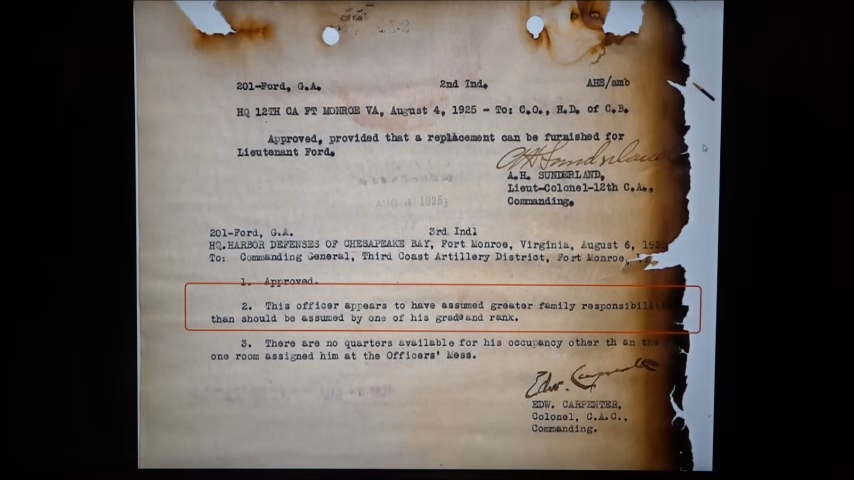 201-Ford, G.A. 2nd Ind. AHS/amb
HQ 12TH CA FT MONROE VA, August 4, 1925 - To: C.O., H.D. of C.B.
Approved, provided that a replacement can be furnished for
Lieutenant Ford.
A.H. SUNDERLAND,
Lieut-Colonel-12th C.A.,
Commanding.
AUG 4 1925
201-Ford, G.A. 3rd Indl
HQ.HARBOR DEFENSES OF CHESAPEAKE BAY, Fort Monroe, Virginia, August 6, 192
To: Commanding General, Third Coast Artillery District, Fort Monroe,
1. Approved.
2. This officer appears to have assumed greater family responsibilit
than should be assumed by one of his grade and rank.
3. There are no quarters available for his occupancy other th an the
one room assigned him at the Officers' Mess.
Edw. Carpenter
EDW. CARPENTER,
Colonel, C.A.C.,
Commanding.